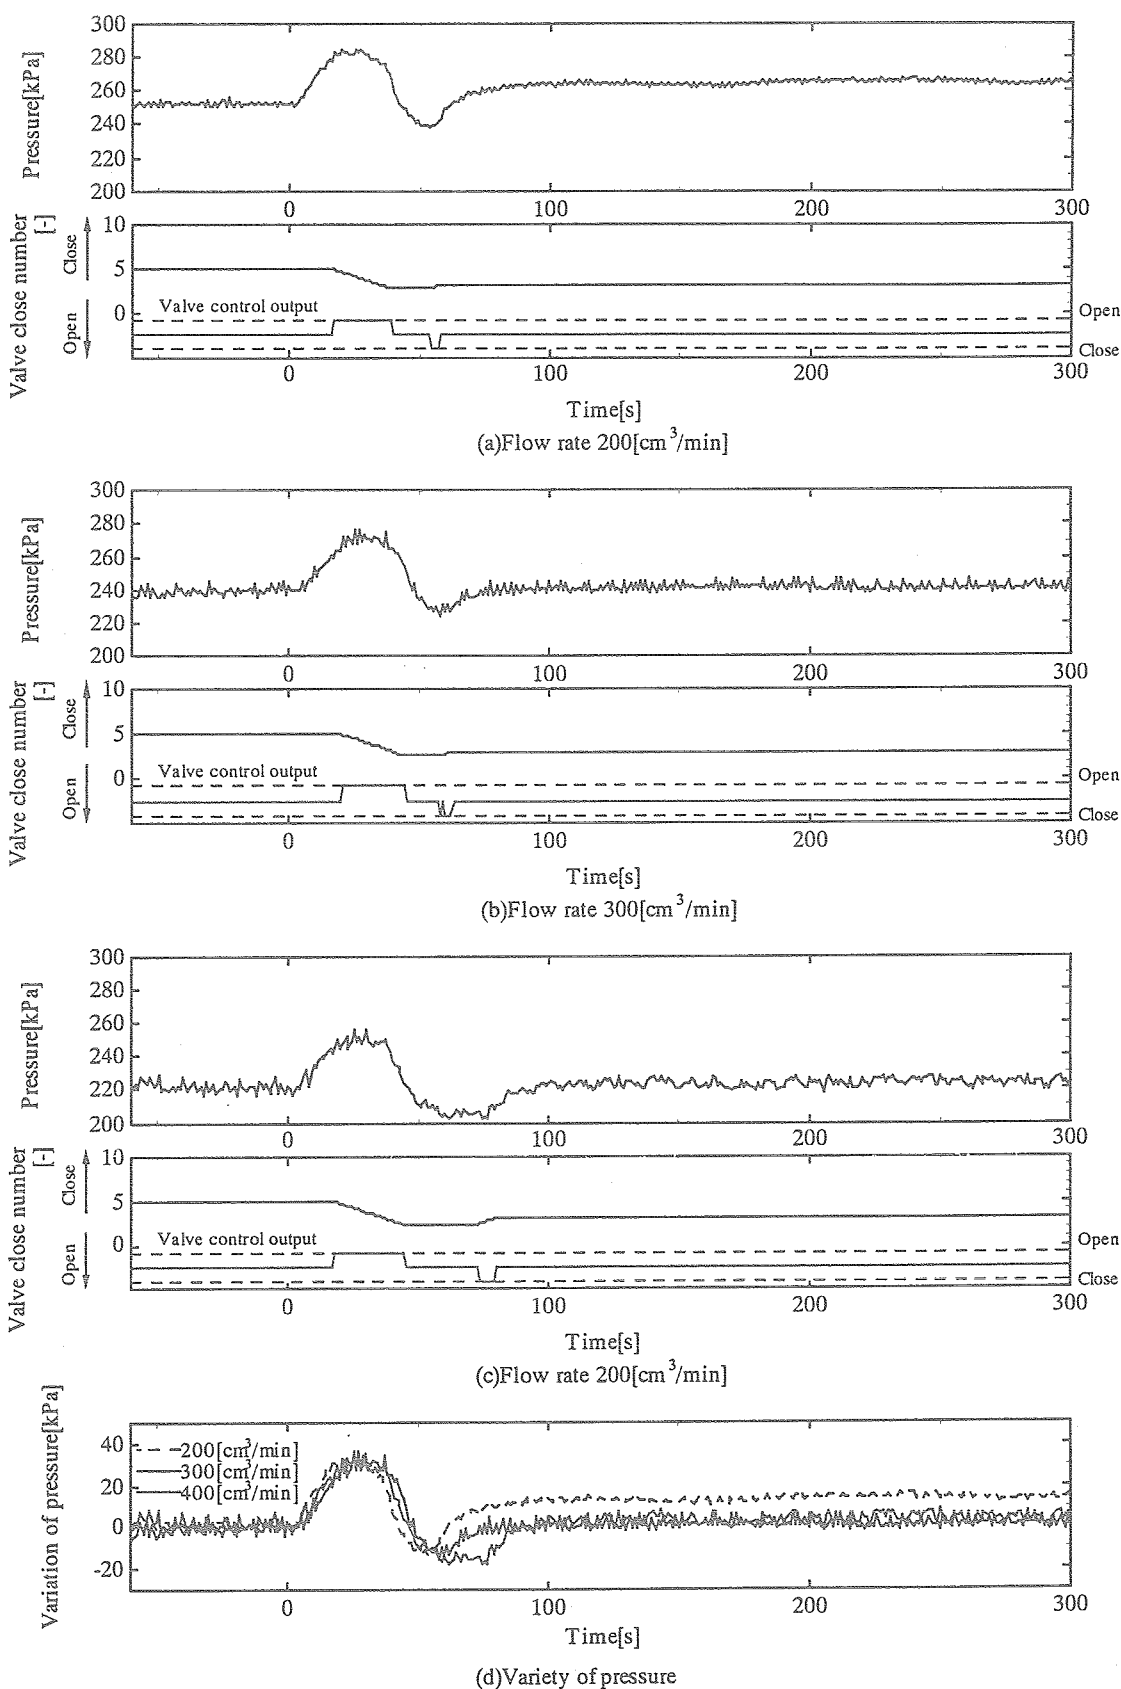 300
280
260
240
220
200
Pressure[kPa]
0 100 200 300
Valve close number
[-]
Close
Open
10
5
0
Valve control output
Open
Close
0 100 200 300
Time[s]
(a)Flow rate 200[cm³/min]
300
280
260
240
220
200
Pressure[kPa]
0 100 200 300
Valve close number
[-]
Close
Open
10
5
0
Valve control output
Open
Close
0 100 200 300
Time[s]
(b)Flow rate 300[cm³/min]
300
280
260
240
220
200
Pressure[kPa]
0 100 200 300
Valve close number
[-]
Close
Open
10
5
0
Valve control output
Open
Close
0 100 200 300
Time[s]
(c)Flow rate 200[cm³/min]
Variation of pressure[kPa]
40
20
0
-20
200[cm³/min]
300[cm³/min]
400[cm³/min]
0 100 200 300
Time[s]
(d)Variety of pressure